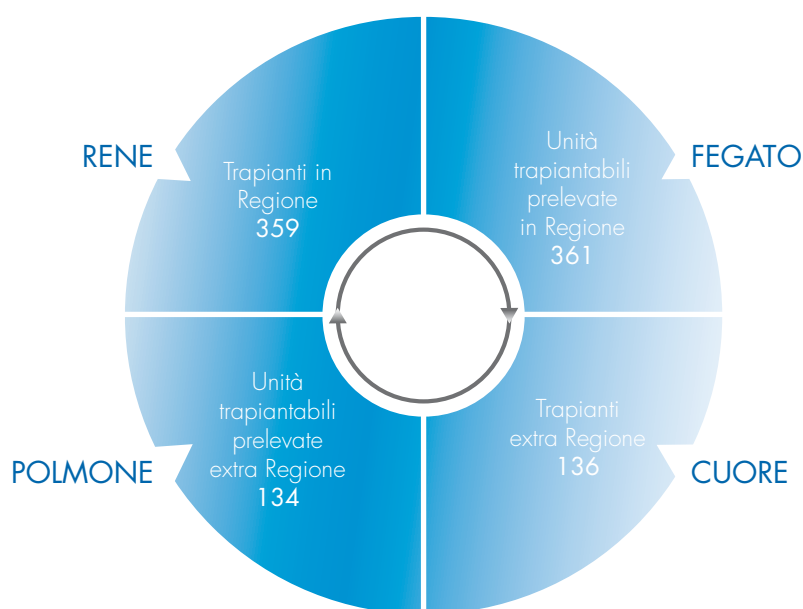 RENE
Trapianti in
Regione
359
Unità
trapiantabili
prelevate
in Regione
361
FEGATO
POLMONE
Unità
trapiantabili
prelevate
extra Regione
134
Trapianti
extra Regione
136
CUORE